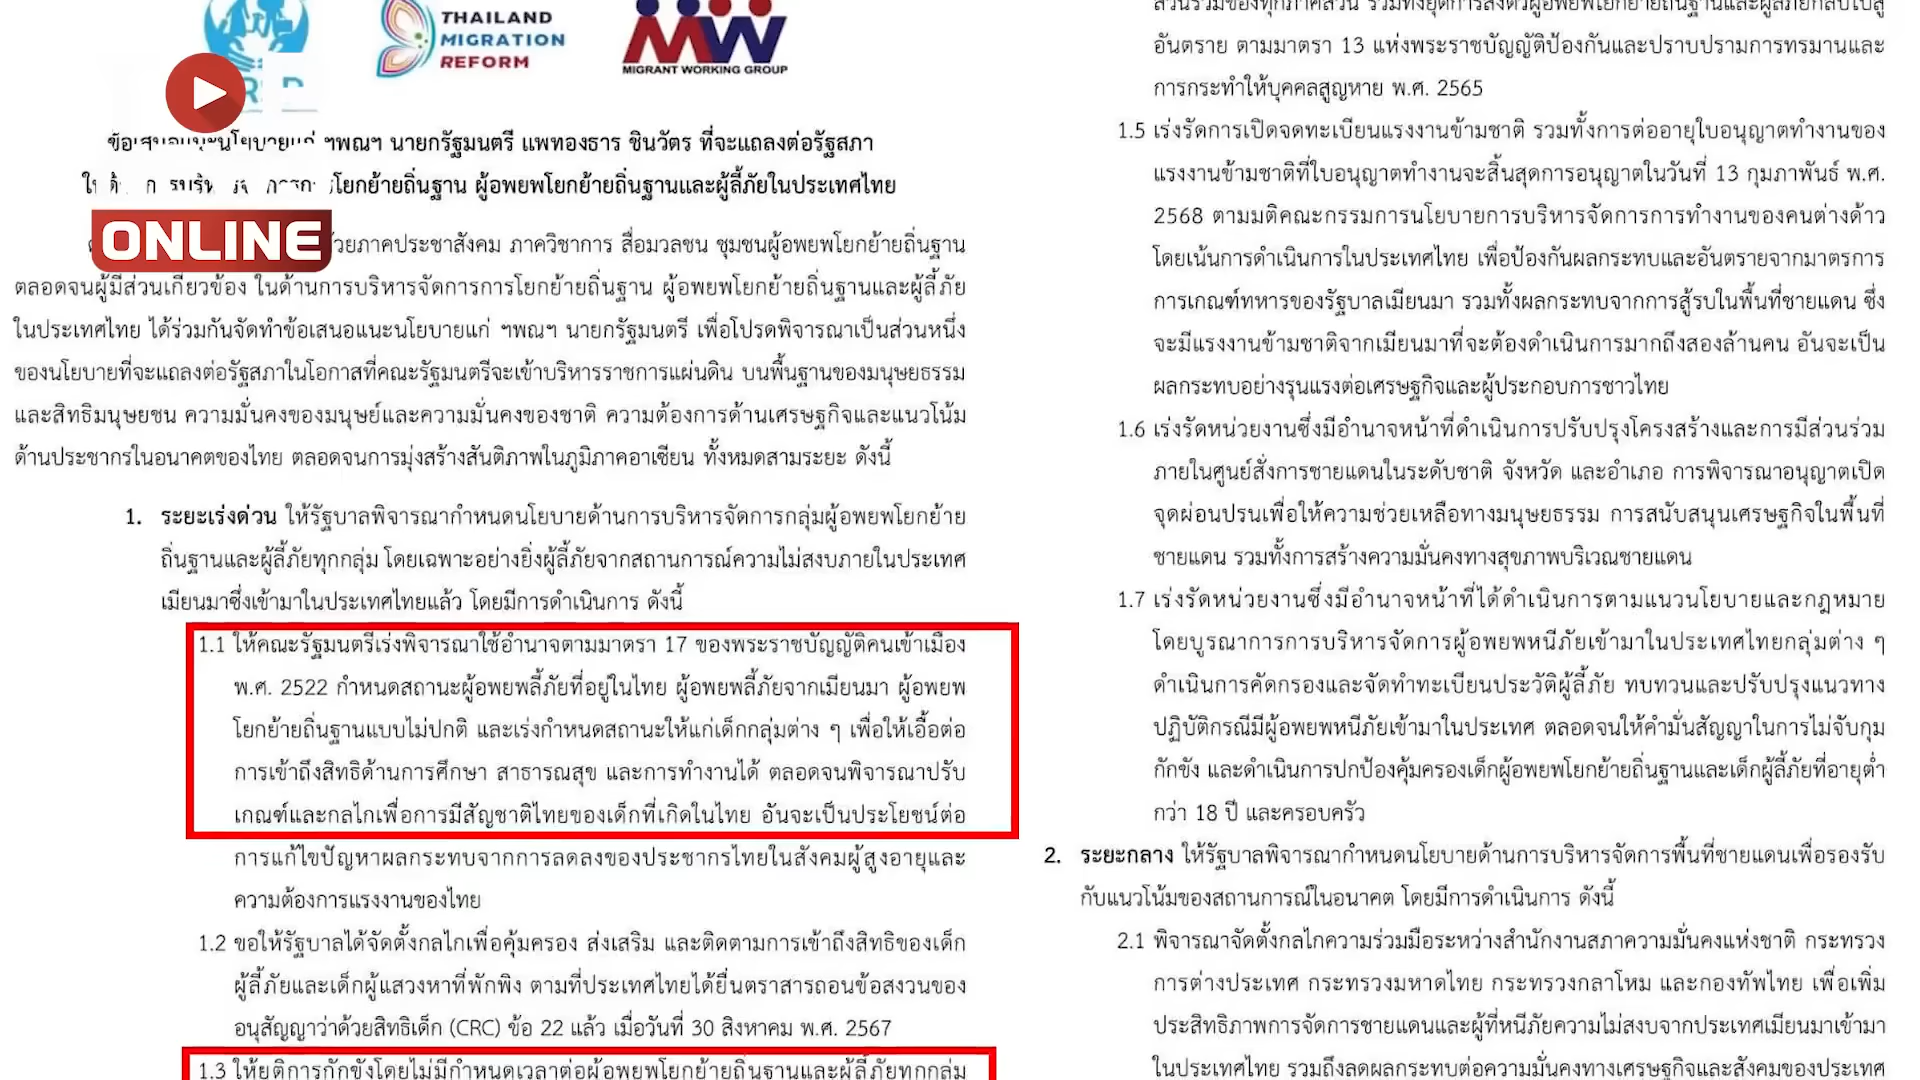 THAILAND
MIGRATION
REFORM
MW
MIGRANT WORKING GROUP
ฯพณฯ นายกรัฐมนตรี แพทองธาร ชินวัตร ที่จะแถลงต่อรัฐสภา
โยกย้ายถิ่นฐาน ผู้อพยพโยกย้ายถิ่นฐานและผู้ลี้ภัยในประเทศไทย
ONLINE
ภาคประชาสังคม ภาควิชาการ สื่อมวลชน ชุมชนผู้อพยพโยกย้ายถิ่นฐาน
ตลอดจนผู้มีส่วนเกี่ยวข้อง ในด้านการบริหารจัดการการโยกย้ายถิ่นฐาน ผู้อพยพโยกย้ายถิ่นฐานและผู้ลี้ภัย
ในประเทศไทย ได้ร่วมกันจัดทำข้อเสนอแนะนโยบายแก่ ฯพณฯ นายกรัฐมนตรี เพื่อโปรดพิจารณาเป็นส่วนหนึ่ง
ของนโยบายที่จะแถลงต่อรัฐสภาในโอกาสที่คณะรัฐมนตรีจะเข้าบริหารราชการแผ่นดิน บนพื้นฐานของมนุษยธรรม
และสิทธิมนุษยชน ความมั่นคงของมนุษย์และความมั่นคงของชาติ ความต้องการด้านเศรษฐกิจและแนวโน้ม
ด้านประชากรในอนาคตของไทย ตลอดจนการมุ่งสร้างสันติภาพในภูมิภาคอาเซียน ทั้งหมดสามระยะ ดังนี้
1. ระยะเร่งด่วน ให้รัฐบาลพิจารณากำหนดนโยบายด้านการบริหารจัดการกลุ่มผู้อพยพโยกย้าย
ถิ่นฐานและผู้ลี้ภัยทุกกลุ่ม โดยเฉพาะอย่างยิ่งผู้ลี้ภัยจากสถานการณ์ความไม่สงบภายในประเทศ
เมียนมาซึ่งเข้ามาในประเทศไทยแล้ว โดยมีการดำเนินการ ดังนี้
1.1 ให้คณะรัฐมนตรีเร่งพิจารณาใช้อำนาจตามมาตรา 17 ของพระราชบัญญัติคนเข้าเมือง
พ.ศ. 2522 กำหนดสถานะผู้อพยพลี้ภัยที่อยู่ในไทย ผู้อพยพลี้ภัยจากเมียนมา ผู้อพยพ
โยกย้ายถิ่นฐานแบบไม่ปกติ และเร่งกำหนดสถานะให้แก่เด็กกลุ่มต่าง ๆ เพื่อให้เอื้อต่อ
การเข้าถึงสิทธิด้านการศึกษา สาธารณสุข และการทำงานได้ ตลอดจนพิจารณาปรับ
เกณฑ์และกลไกเพื่อการมีสัญชาติไทยของเด็กที่เกิดในไทย อันจะเป็นประโยชน์ต่อ
การแก้ไขปัญหาผลกระทบจากการลดลงของประชากรไทยในสังคมผู้สูงอายุและ
ความต้องการแรงงานของไทย
1.2 ขอให้รัฐบาลได้จัดตั้งกลไกเพื่อคุ้มครอง ส่งเสริม และติดตามการเข้าถึงสิทธิของเด็ก
ผู้ลี้ภัยและเด็กผู้แสวงหาที่พักพิง ตามที่ประเทศไทยได้ยื่นตราสารถอนข้อสงวนของ
อนุสัญญาว่าด้วยสิทธิเด็ก (CRC) ข้อ 22 แล้ว เมื่อวันที่ 30 สิงหาคม พ.ศ. 2567
1.3 ให้ยุติการกักขังโดยไม่มีกำหนดเวลาต่อผู้อพยพโยกย้ายถิ่นฐานและผู้ลี้ภัยทุกกลุ่ม
ส่วนร่วมของทุกภาคส่วน รวมทั้งยุติการส่งตัวผู้อพยพโยกย้ายถิ่นฐานและผู้ลี้ภัยกลับไปสู่
อันตราย ตามมาตรา 13 แห่งพระราชบัญญัติป้องกันและปราบปรามการทรมานและ
การกระทำให้บุคคลสูญหาย พ.ศ. 2565
1.5 เร่งรัดการเปิดจดทะเบียนแรงงานข้ามชาติ รวมทั้งการต่ออายุใบอนุญาตทำงานของ
แรงงานข้ามชาติที่ใบอนุญาตทำงานจะสิ้นสุดการอนุญาตในวันที่ 13 กุมภาพันธ์ พ.ศ.
2568 ตามมติคณะกรรมการนโยบายการบริหารจัดการการทำงานของคนต่างด้าว
โดยเน้นการดำเนินการในประเทศไทย เพื่อป้องกันผลกระทบและอันตรายจากมาตรการ
การเกณฑ์ทหารของรัฐบาลเมียนมา รวมทั้งผลกระทบจากการสู้รบในพื้นที่ชายแดน ซึ่ง
จะมีแรงงานข้ามชาติจากเมียนมาที่จะต้องดำเนินการมากถึงสองล้านคน อันจะเป็น
ผลกระทบอย่างรุนแรงต่อเศรษฐกิจและผู้ประกอบการชาวไทย
1.6 เร่งรัดหน่วยงานซึ่งมีอำนาจหน้าที่ดำเนินการปรับปรุงโครงสร้างและการมีส่วนร่วม
ภายในศูนย์สั่งการชายแดนในระดับชาติ จังหวัด และอำเภอ การพิจารณาอนุญาตเปิด
จุดผ่อนปรนเพื่อให้ความช่วยเหลือทางมนุษยธรรม การสนับสนุนเศรษฐกิจในพื้นที่
ชายแดน รวมทั้งการสร้างความมั่นคงทางสุขภาพบริเวณชายแดน
1.7 เร่งรัดหน่วยงานซึ่งมีอำนาจหน้าที่ได้ดำเนินการตามแนวนโยบายและกฎหมาย
โดยบูรณาการการบริหารจัดการผู้อพยพหนีภัยเข้ามาในประเทศไทยกลุ่มต่าง ๆ
ดำเนินการคัดกรองและจัดทำทะเบียนประวัติผู้ลี้ภัย ทบทวนและปรับปรุงแนวทาง
ปฏิบัติกรณีมีผู้อพยพหนีภัยเข้ามาในประเทศ ตลอดจนให้คำมั่นสัญญาในการไม่จับกุม
กักขัง และดำเนินการปกป้องคุ้มครองเด็กผู้อพยพโยกย้ายถิ่นฐานและเด็กผู้ลี้ภัยที่อายุต่ำ
กว่า 18 ปี และครอบครัว
2. ระยะกลาง ให้รัฐบาลพิจารณากำหนดนโยบายด้านการบริหารจัดการพื้นที่ชายแดนเพื่อรองรับ
กับแนวโน้มของสถานการณ์ในอนาคต โดยมีการดำเนินการ ดังนี้
2.1 พิจารณาจัดตั้งกลไกความร่วมมือระหว่างสำนักงานสภาความมั่นคงแห่งชาติ กระทรวง
การต่างประเทศ กระทรวงมหาดไทย กระทรวงกลาโหม และกองทัพไทย เพื่อเพิ่ม
ประสิทธิภาพการจัดการชายแดนและผู้ที่หนีภัยความไม่สงบจากประเทศเมียนมาเข้ามา
ในประเทศไทย รวมถึงลดผลกระทบต่อความมั่นคงทางเศรษฐกิจและสังคมของประเทศ